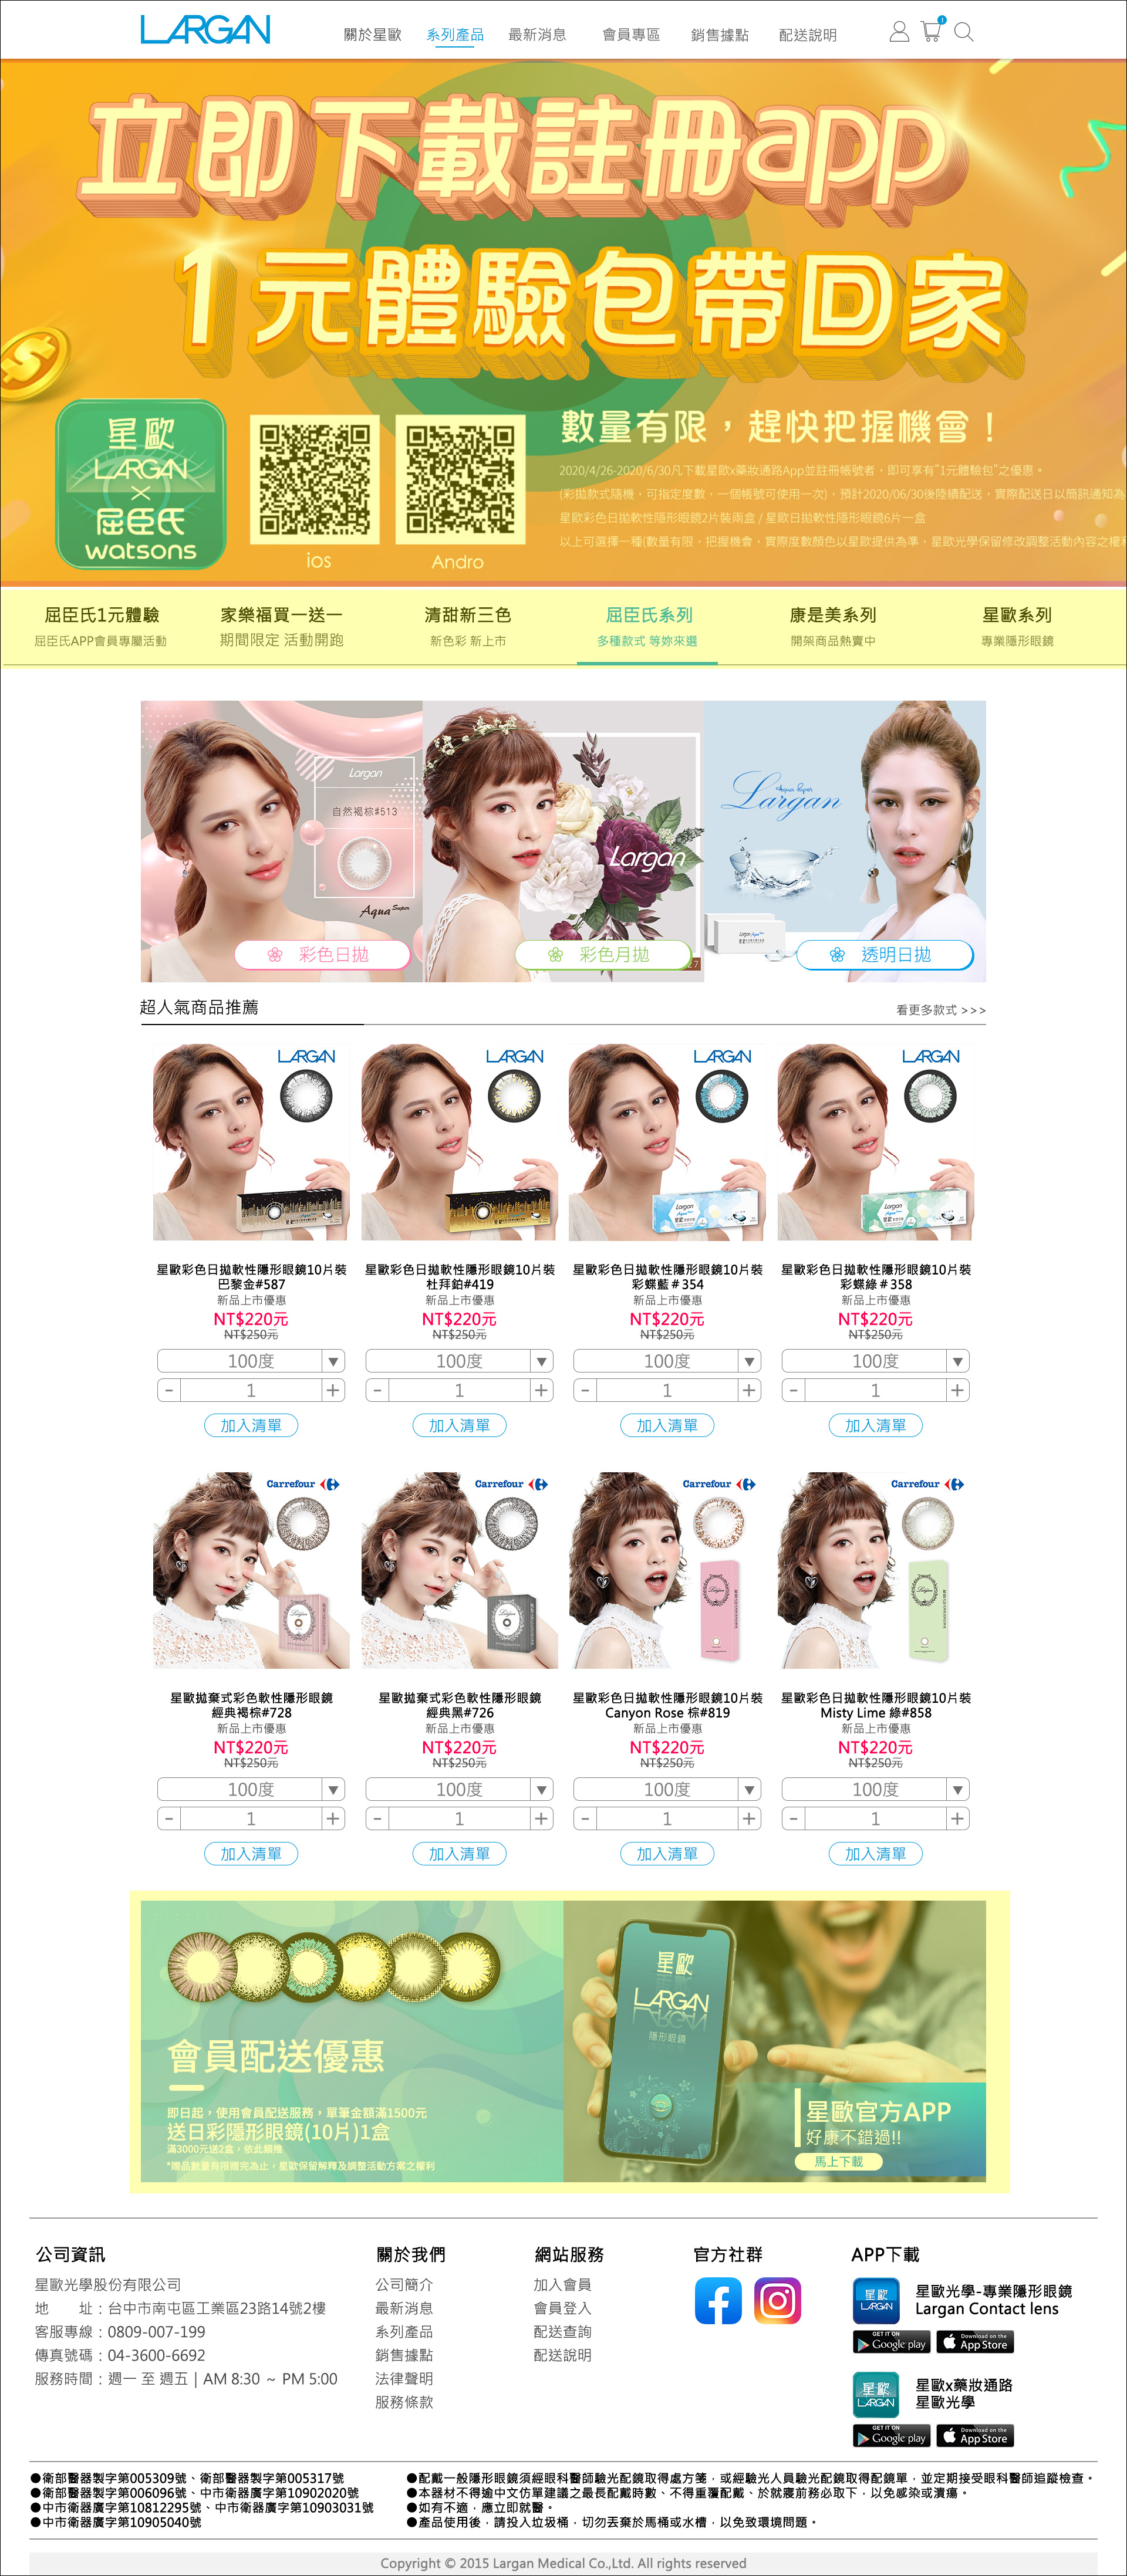 LARGAN
關於星歐 系列產品 最新消息 會員專區 銷售據點 配送說明 1
立即下載註冊app
1元體驗包帶回家
星歐
LARGAN
×
屈臣氏
watsons
ios
Andro
數量有限，趕快把握機會！
2020/4/26-2020/6/30凡下載星歐x藥妝通路App並註冊帳號者，即可享有"1元體驗包"之優惠。
(彩拋款式隨機，可指定度數，一個帳號可使用一次)，預計2020/06/30後陸續配送，實際配送日以簡訊通知為
星歐彩色日拋軟性隱形眼鏡2片裝兩盒 / 星歐日拋軟性隱形眼鏡6片一盒
以上可選擇一種(數量有限，把握機會，實際度數顏色以星歐提供為準，星歐光學保留修改調整活動內容之權利
屈臣氏1元體驗 家樂福買一送一 清甜新三色 屈臣氏系列 康是美系列 星歐系列
屈臣氏APP會員專屬活動 期間限定 活動開跑 新色彩 新上市 多種款式 等妳來選 開架商品熱賣中 專業隱形眼鏡
Largan
自然褐棕#513
Aqua Super
彩色日拋
Largan
彩色月拋
Aqua Super
Largan
透明日拋
超人氣商品推薦
看更多款式 >>>
LARGAN LARGAN LARGAN LARGAN
星歐彩色日拋軟性隱形眼鏡10片裝 星歐彩色日拋軟性隱形眼鏡10片裝 星歐彩色日拋軟性隱形眼鏡10片裝 星歐彩色日拋軟性隱形眼鏡10片裝
巴黎金#587 杜拜鉑#419 彩蝶藍＃354 彩蝶綠＃358
新品上市優惠 新品上市優惠 新品上市優惠 新品上市優惠
NT$220元 NT$220元 NT$220元 NT$220元
NT$250元 NT$250元 NT$250元 NT$250元
100度 ▼ 100度 ▼ 100度 ▼ 100度 ▼
- 1 + - 1 + - 1 + - 1 +
加入清單 加入清單 加入清單 加入清單
Carrefour Carrefour Carrefour Carrefour
星歐拋棄式彩色軟性隱形眼鏡 星歐拋棄式彩色軟性隱形眼鏡 星歐彩色日拋軟性隱形眼鏡10片裝 星歐彩色日拋軟性隱形眼鏡10片裝
經典褐棕#728 經典黑#726 Canyon Rose 棕#819 Misty Lime 綠#858
新品上市優惠 新品上市優惠 新品上市優惠 新品上市優惠
NT$220元 NT$220元 NT$220元 NT$220元
NT$250元 NT$250元 NT$250元 NT$250元
100度 ▼ 100度 ▼ 100度 ▼ 100度 ▼
- 1 + - 1 + - 1 + - 1 +
加入清單 加入清單 加入清單 加入清單
會員配送優惠
即日起，使用會員配送服務，單筆金額滿1500元
送日彩隱形眼鏡(10片)1盒
滿3000元送2盒，依此類推
*贈品數量有限贈完為止，星歐保留解釋及調整活動方案之權利
星歐
LARGAN
隱形眼鏡
星歐官方APP
好康不錯過!!
馬上下載
公司資訊
星歐光學股份有限公司
地　　址：台中市南屯區工業區23路14號2樓
客服專線：0809-007-199
傳真號碼：04-3600-6692
服務時間：週一 至 週五｜AM 8:30 ～ PM 5:00
關於我們
公司簡介
最新消息
系列產品
銷售據點
法律聲明
服務條款
網站服務
加入會員
會員登入
配送查詢
配送說明
官方社群
APP下載
星歐
LARGAN
星歐光學-專業隱形眼鏡
Largan Contact lens
GET IT ON
Google play
Download on the
App Store
星歐
LARGAN
星歐x藥妝通路
星歐光學
GET IT ON
Google play
Download on the
App Store
●衛部醫器製字第005309號、衛部醫器製字第005317號
●衛部醫器製字第006096號、中市衛器廣字第10902020號
●中市衛器廣字第10812295號、中市衛器廣字第10903031號
●中市衛器廣字第10905040號
●配戴一般隱形眼鏡須經眼科醫師驗光配鏡取得處方箋，或經驗光人員驗光配鏡取得配鏡單，並定期接受眼科醫師追蹤檢查。
●本器材不得逾中文仿單建議之最長配戴時數、不得重覆配戴、於就寢前務必取下，以免感染或潰瘍。
●如有不適，應立即就醫。
●產品使用後，請投入垃圾桶，切勿丟棄於馬桶或水槽，以免致環境問題。
Copyright © 2015 Largan Medical Co.,Ltd. All rights reserved